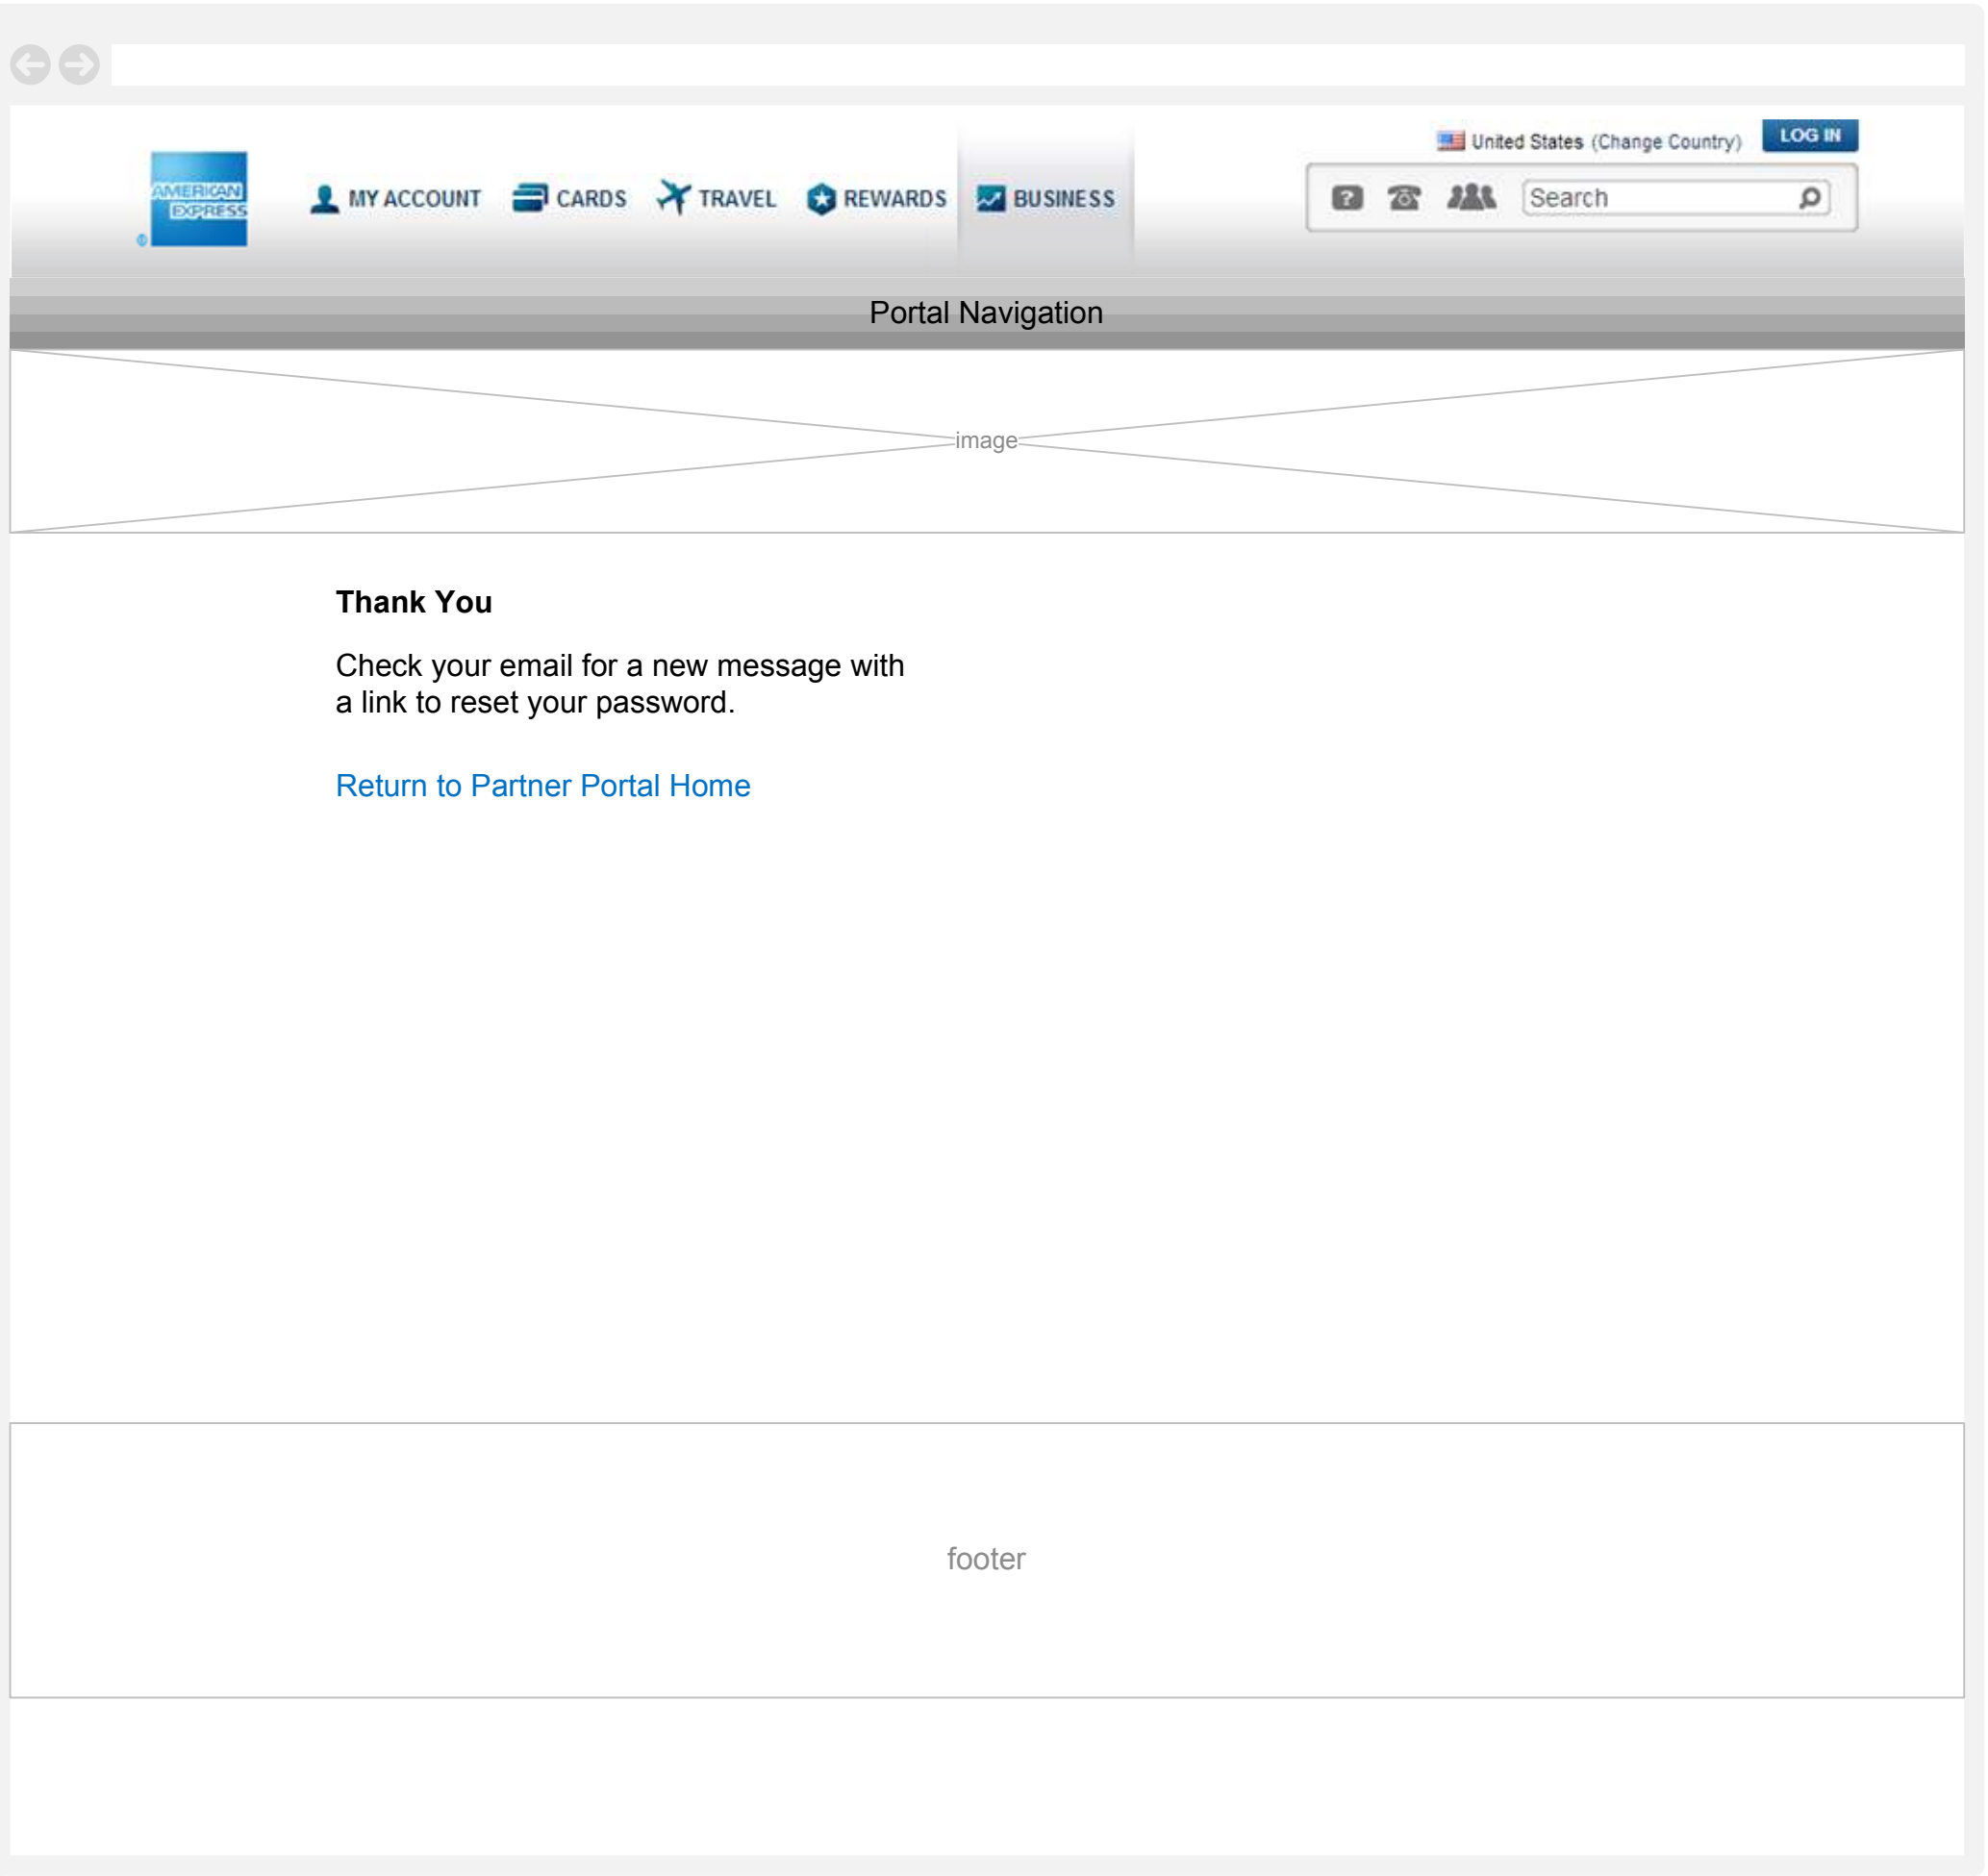 United States (Change Country) LOG IN
AMERICAN
EXPRESS
®
MY ACCOUNT CARDS TRAVEL REWARDS BUSINESS
? Search
Portal Navigation
image
Thank You
Check your email for a new message with
a link to reset your password.
Return to Partner Portal Home
footer